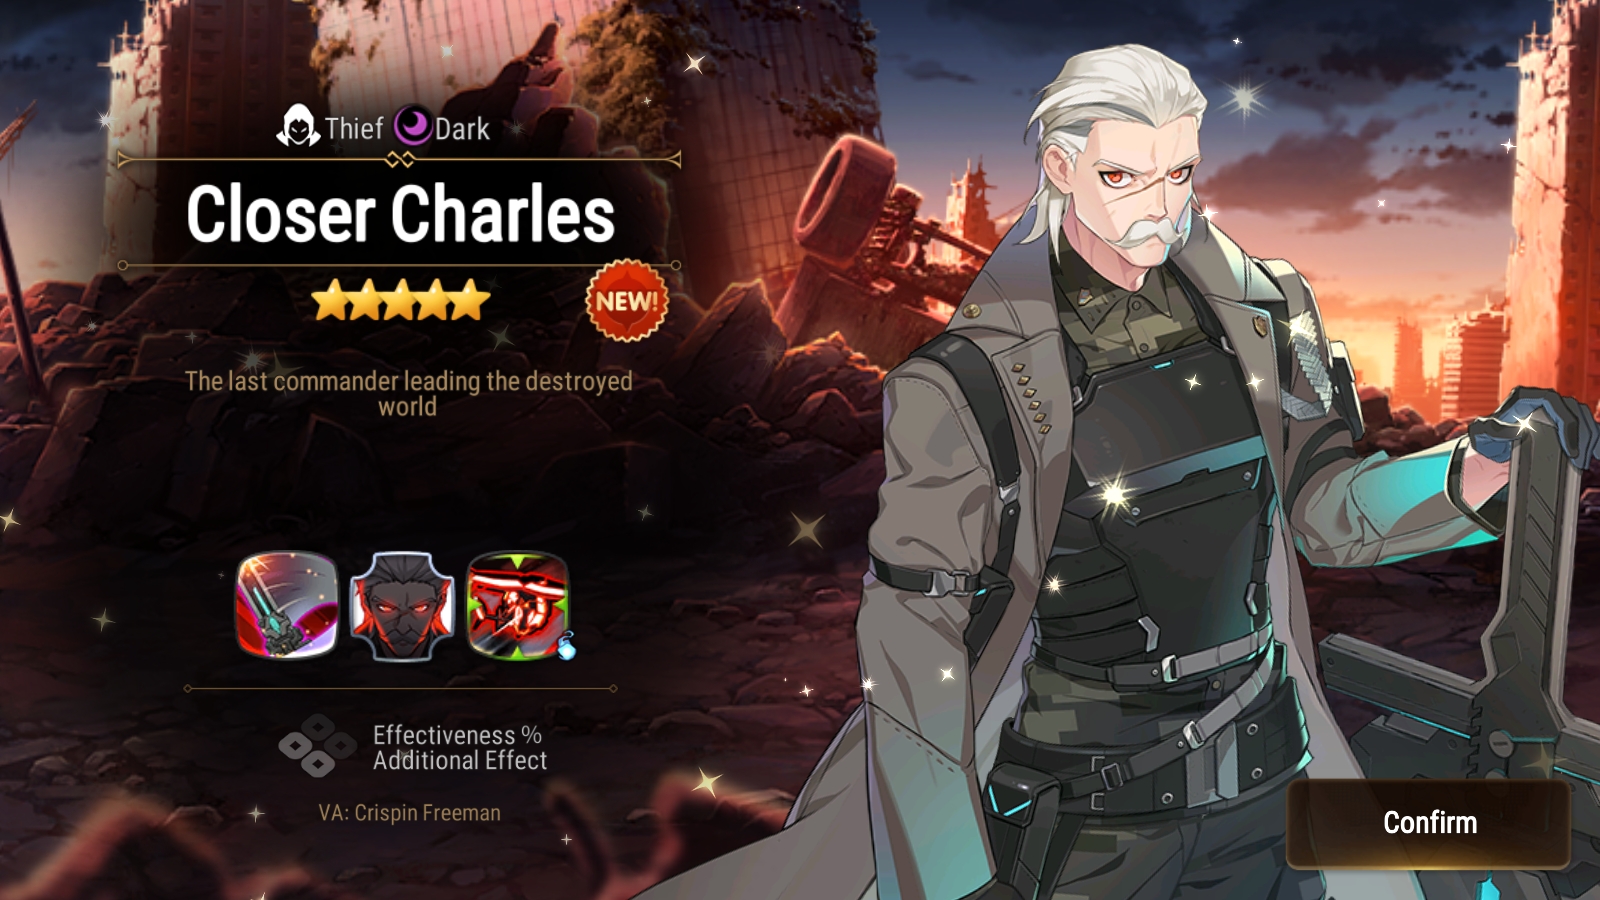 Thief Dark
Closer Charles
NEW!
The last commander leading the destroyed
world
Effectiveness %
Additional Effect
VA: Crispin Freeman
Confirm